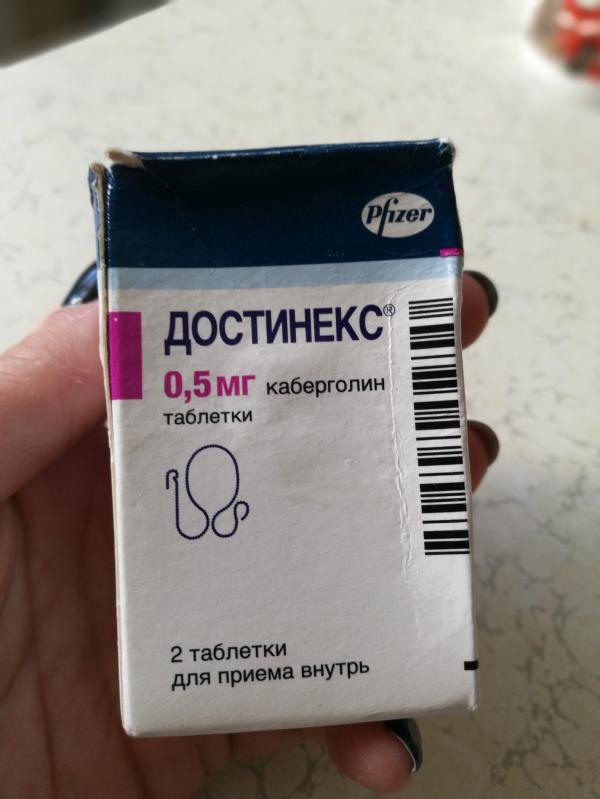 Pfizer
ДОСТИНЕКС®
0,5 мг каберголин
таблетки
2 таблетки
для приема внутрь